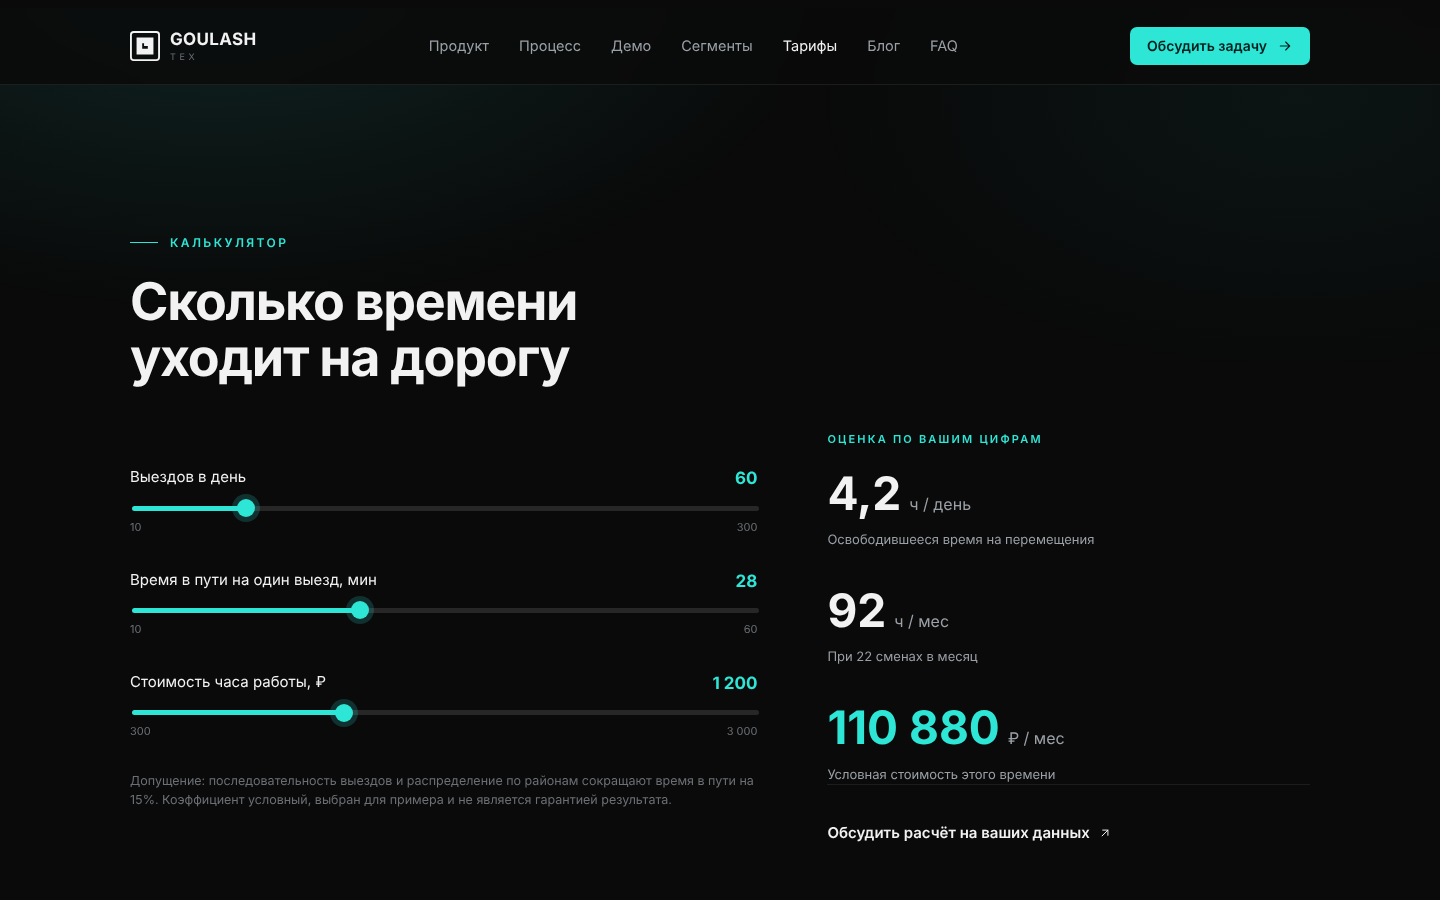 GOULASH
TEX
Продукт
Процесс
Демо
Сегменты
Тарифы
Блог
FAQ
Обсудить задачу
КАЛЬКУЛЯТОР
Сколько времени
уходит на дорогу
Выездов в день
60
10
300
Время в пути на один выезд, мин
28
10
60
Стоимость часа работы, ₽
1 200
300
3 000
Допущение: последовательность выездов и распределение по районам сокращают время в пути на
15%. Коэффициент условный, выбран для примера и не является гарантией результата.
ОЦЕНКА ПО ВАШИМ ЦИФРАМ
4,2 ч / день
Освободившееся время на перемещения
92 ч / мес
При 22 сменах в месяц
110 880 ₽ / мес
Условная стоимость этого времени
Обсудить расчёт на ваших данных